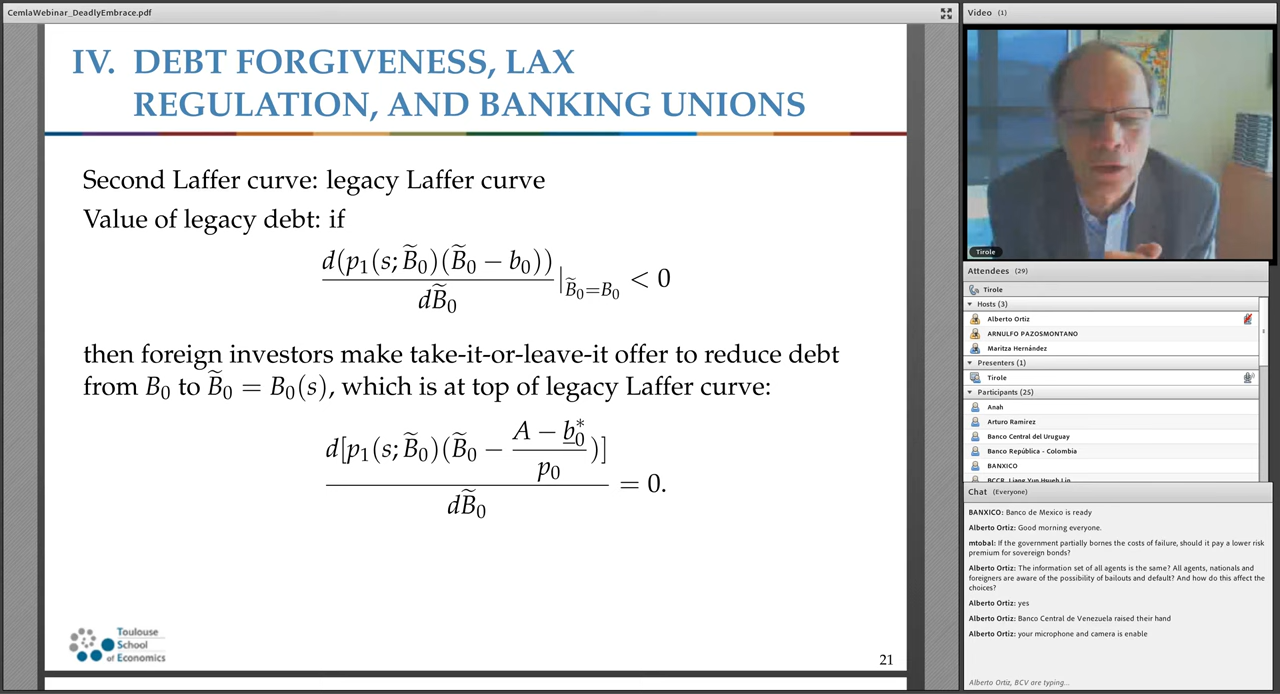 CemlaWebinar_DeadlyEmbrace.pdf
IV. DEBT FORGIVENESS, LAX
REGULATION, AND BANKING UNIONS
Second Laffer curve: legacy Laffer curve
Value of legacy debt: if
d(p₁(s; B̃₀)(B̃₀ − b₀))
dB̃₀
|B̃₀=B₀ < 0
then foreign investors make take-it-or-leave-it offer to reduce debt
from B₀ to B̃₀ = B₀(s), which is at top of legacy Laffer curve:
d[p₁(s; B̃₀)(B̃₀ − (A − b̲₀*)/p₀)]
dB̃₀
= 0.
Toulouse
School
of Economics
21
Video (1)
Tirole
Attendees (29)
Tirole
Hosts (3)
Alberto Ortiz
ARNULFO PAZOSMONTANO
Maritza Hernández
Presenters (1)
Tirole
Participants (25)
Anah
Arturo Ramirez
Banco Central del Uruguay
Banco República - Colombia
BANXICO
BCCR, Liang Yun Hsueh Lin
Chat (Everyone)
BANXICO: Banco de Mexico is ready
Alberto Ortiz: Good morning everyone.
mtobal: If the government partially bornes the costs of failure, should it pay a lower risk
premium for sovereign bonds?
Alberto Ortiz: The information set of all agents is the same? All agents, nationals and
foreigners are aware of the possibility of bailouts and default? And how do this affect the
choices?
Alberto Ortiz: yes
Alberto Ortiz: Banco Central de Venezuela raised their hand
Alberto Ortiz: your microphone and camera is enable
Alberto Ortiz, BCV are typing...